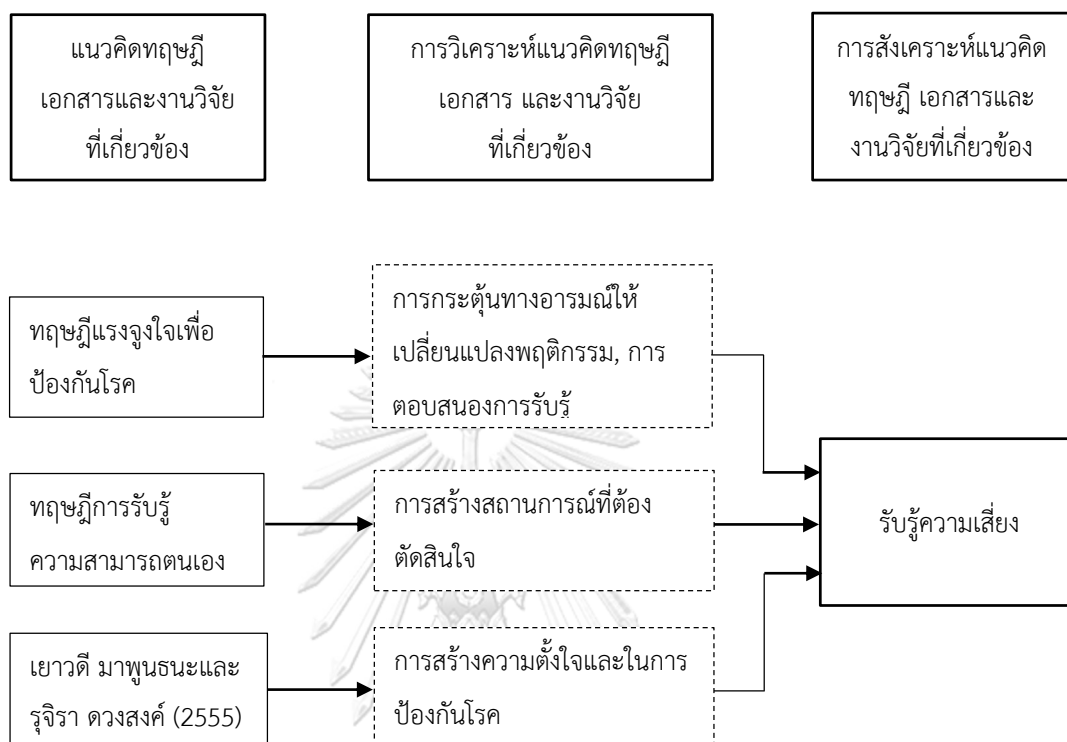 แนวคิดทฤษฎี
เอกสารและงานวิจัย
ที่เกี่ยวข้อง
การวิเคราะห์แนวคิดทฤษฎี
เอกสาร และงานวิจัย
ที่เกี่ยวข้อง
การสังเคราะห์แนวคิด
ทฤษฎี เอกสารและ
งานวิจัยที่เกี่ยวข้อง
ทฤษฎีแรงจูงใจเพื่อ
ป้องกันโรค
การกระตุ้นทางอารมณ์ให้
เปลี่ยนแปลงพฤติกรรม, การ
ตอบสนองการรับรู้
ทฤษฎีการรับรู้
ความสามารถตนเอง
การสร้างสถานการณ์ที่ต้อง
ตัดสินใจ
รับรู้ความเสี่ยง
เยาวดี มาพูนธนะและ
รุจิรา ดวงสงค์ (2555)
การสร้างความตั้งใจและในการ
ป้องกันโรค